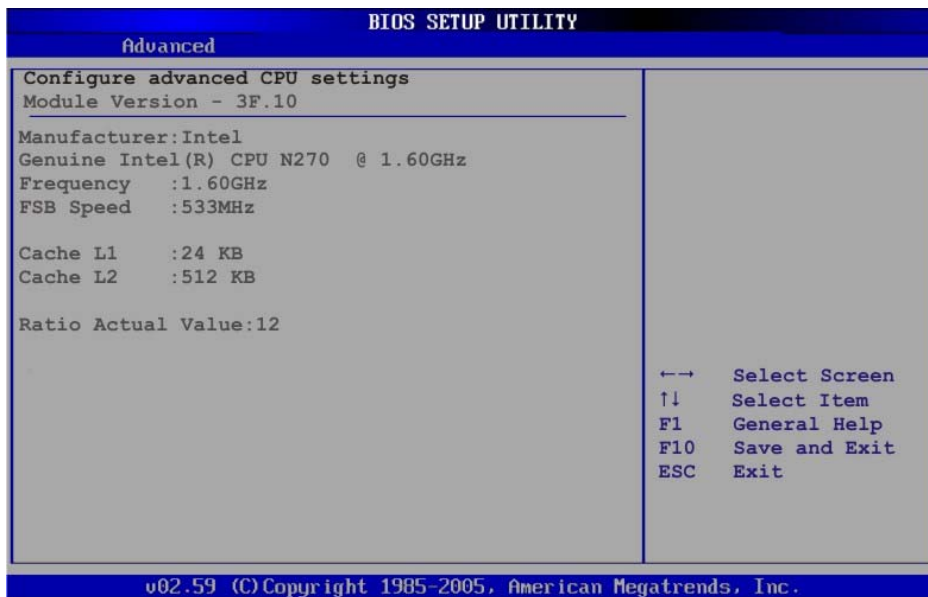 BIOS SETUP UTILITY
Advanced
Configure advanced CPU settings
Module Version - 3F.10
Manufacturer:Intel
Genuine Intel(R) CPU N270 @ 1.60GHz
Frequency :1.60GHz
FSB Speed :533MHz
Cache L1 :24 KB
Cache L2 :512 KB
Ratio Actual Value:12
←→ Select Screen
↑↓ Select Item
F1 General Help
F10 Save and Exit
ESC Exit
v02.59 (C)Copyright 1985-2005, American Megatrends, Inc.